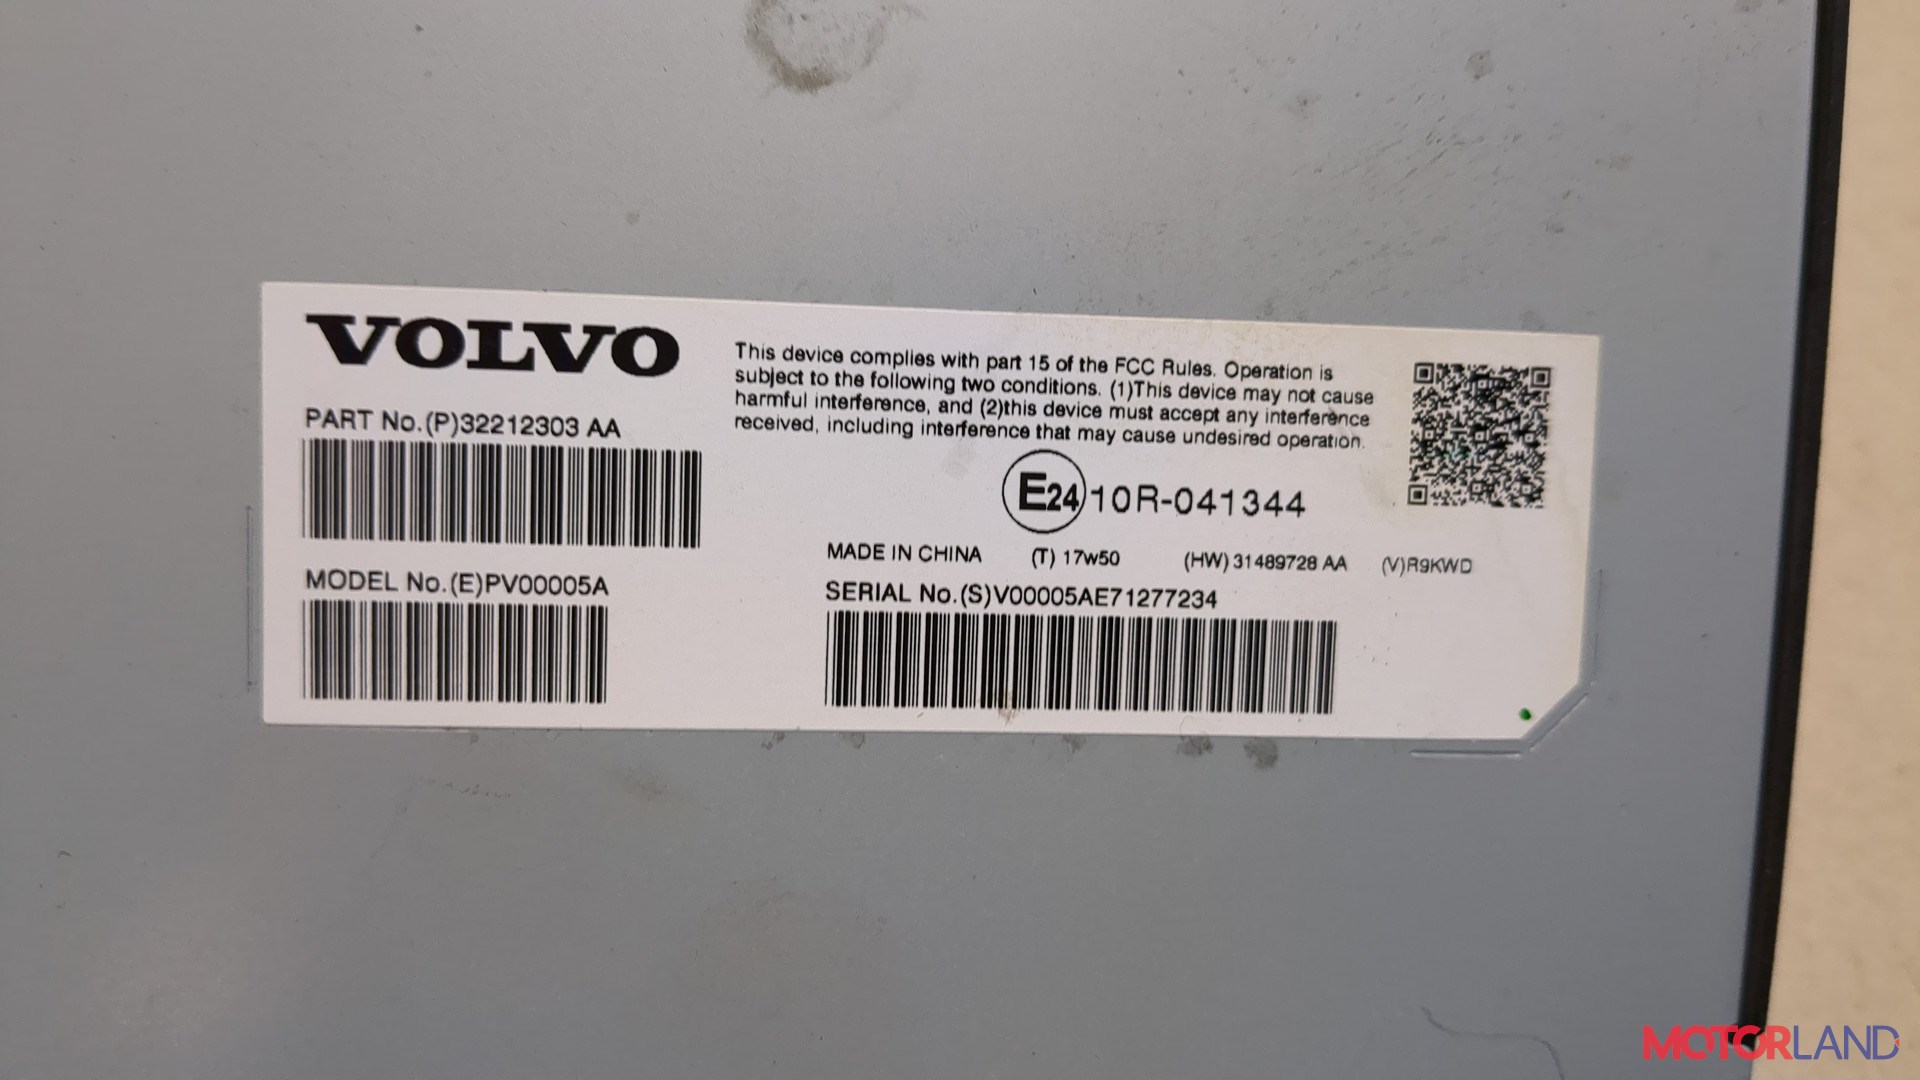 VOLVO
PART No.(P)32212303 AA
MODEL No.(E)PV00005A
This device complies with part 15 of the FCC Rules. Operation is
subject to the following two conditions. (1)This device may not cause
harmful interference, and (2)this device must accept any interference
received, including interference that may cause undesired operation.
E24 10R-041344
MADE IN CHINA (T) 17w50 (HW) 31489728 AA (V)R9KWD
SERIAL No.(S)V00005AE71277234
MOTORLAND